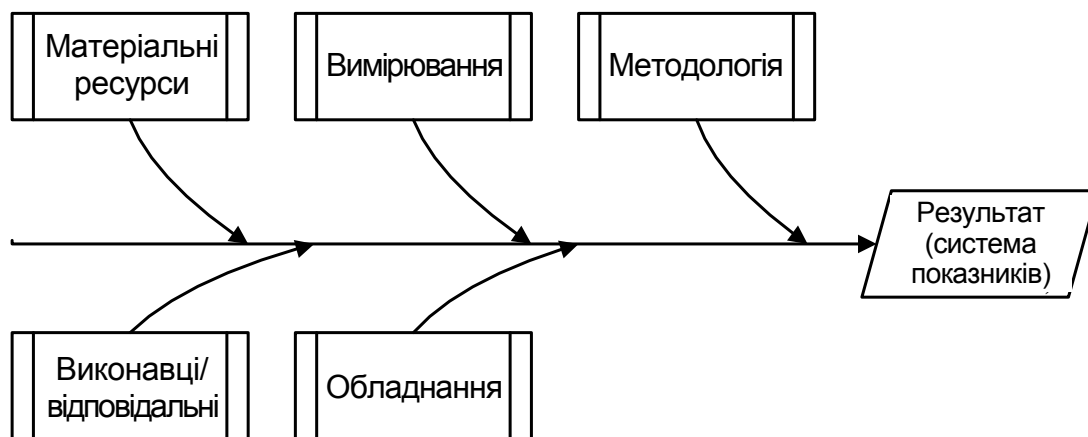 Матеріальні
ресурси
Вимірювання
Методологія
Результат
(система
показників)
Виконавці/
відповідальні
Обладнання